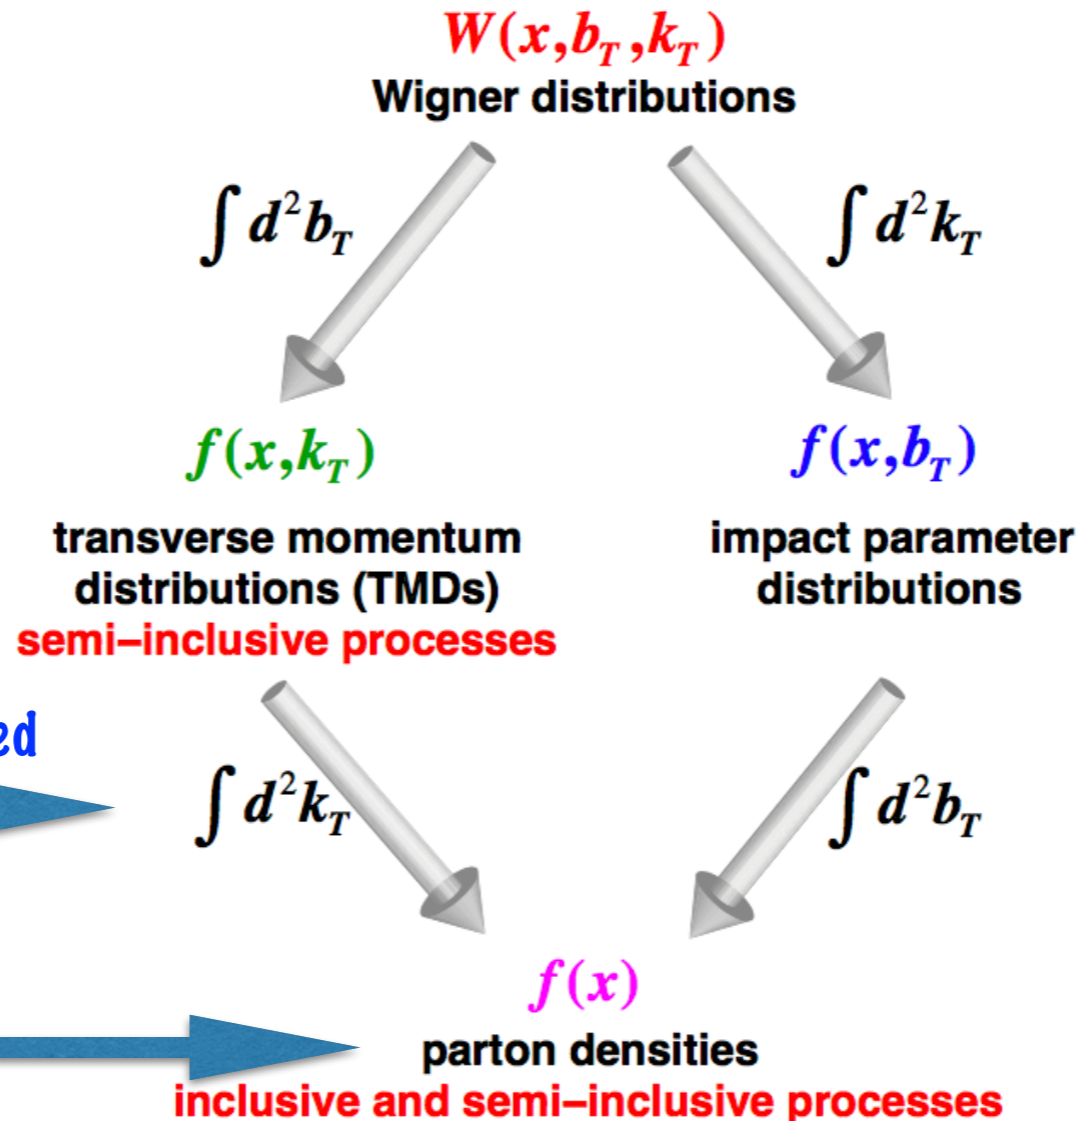 W(x,b_T,k_T)
Wigner distributions
∫ d²b_T
∫ d²k_T
f(x,k_T)
f(x,b_T)
transverse momentum
distributions (TMDs)
semi–inclusive processes
impact parameter
distributions
ed
∫ d²k_T
∫ d²b_T
f(x)
parton densities
inclusive and semi–inclusive processes